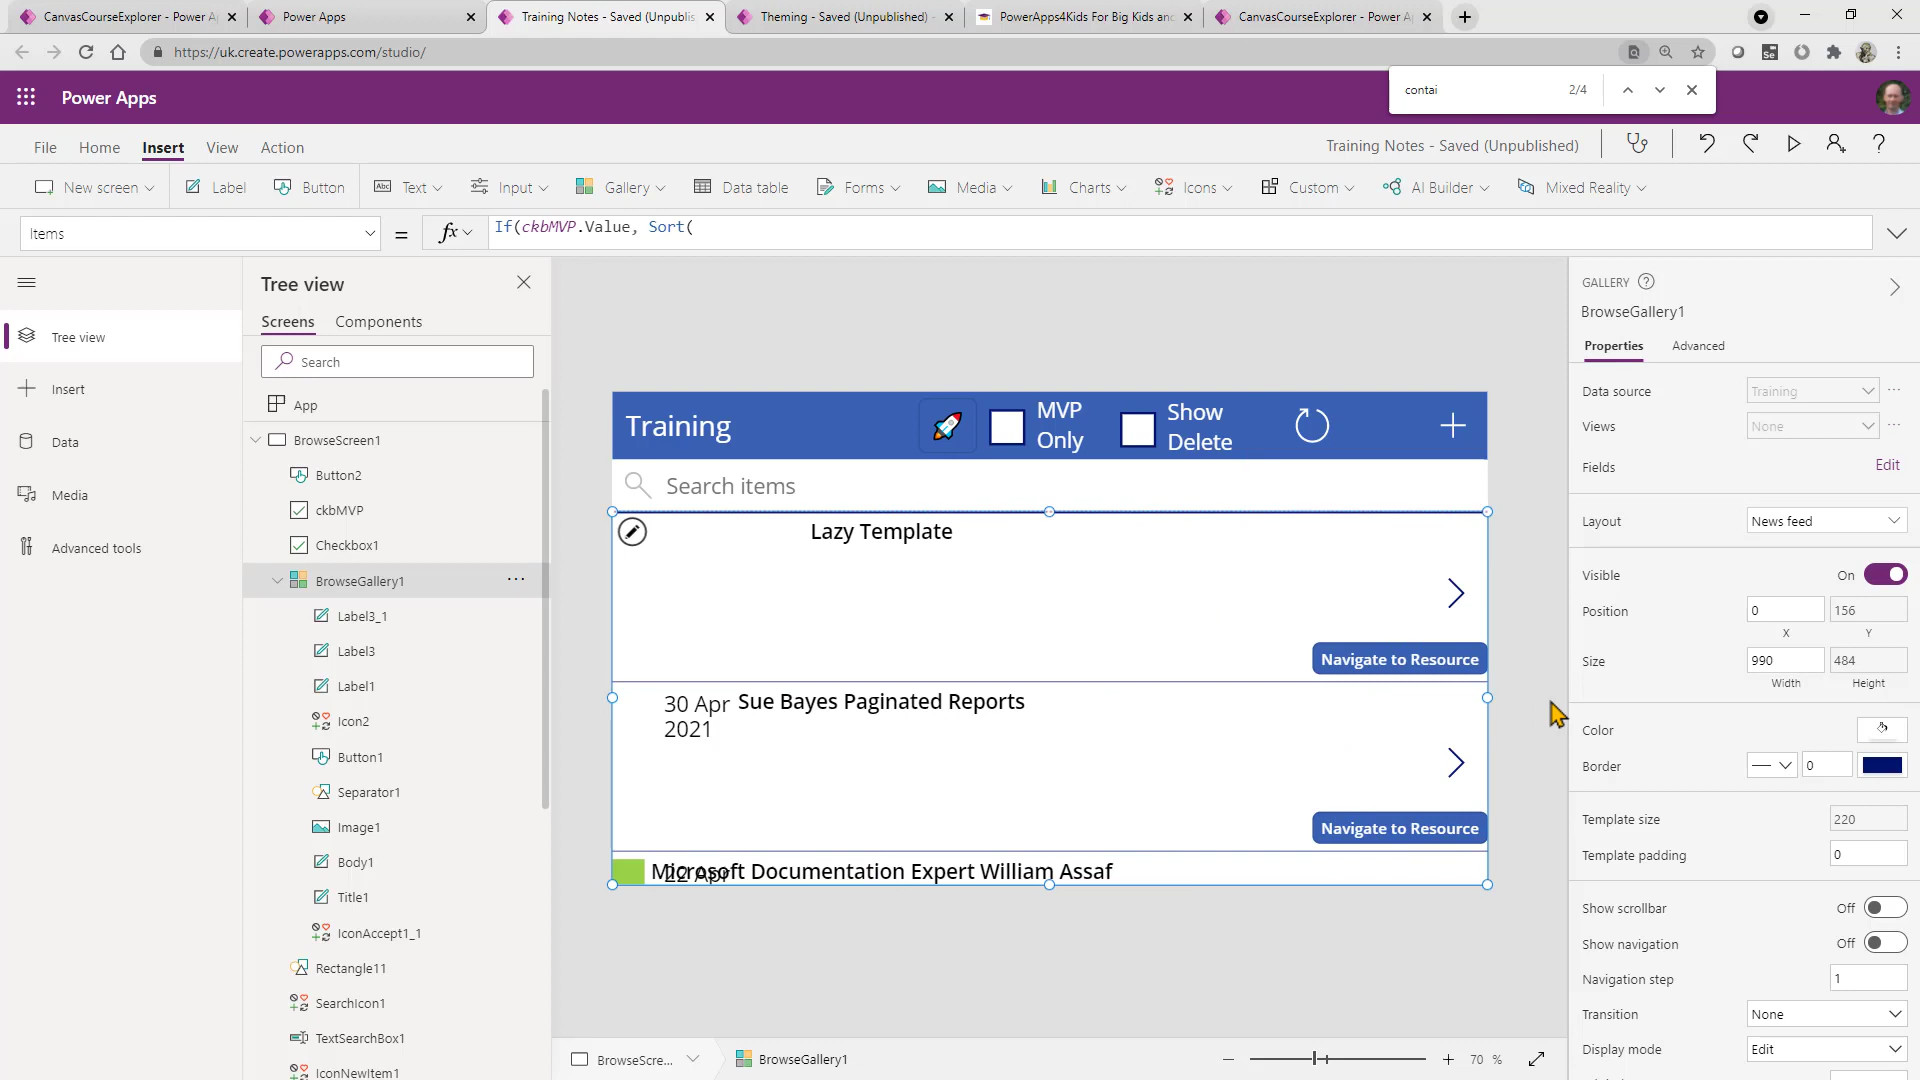 CanvasCourseExplorer - Power A
Power Apps
Training Notes - Saved (Unpublis
Theming - Saved (Unpublished) -
PowerApps4Kids For Big Kids and
CanvasCourseExplorer - Power A
https://uk.create.powerapps.com/studio/
contai 2/4
Power Apps
File Home Insert View Action
Training Notes - Saved (Unpublished)
New screen Label Button Text Input Gallery Data table Forms Media Charts Icons Custom AI Builder Mixed Reality
Items = fx If(ckbMVP.Value, Sort(
Tree view
Insert
Data
Media
Advanced tools
Tree view
Screens Components
Search
App
BrowseScreen1
Button2
ckbMVP
Checkbox1
BrowseGallery1
Label3_1
Label3
Label1
Icon2
Button1
Separator1
Image1
Body1
Title1
IconAccept1_1
Rectangle11
SearchIcon1
TextSearchBox1
IconNewItem1
Training
MVP
Only
Show
Delete
Search items
Lazy Template
Navigate to Resource
30 Apr
2021
Sue Bayes Paginated Reports
Navigate to Resource
22 Apr
Microsoft Documentation Expert William Assaf
BrowseScre... BrowseGallery1
70 %
GALLERY
BrowseGallery1
Properties Advanced
Data source Training
Views None
Fields Edit
Layout News feed
Visible On
Position 0 156
X Y
Size 990 484
Width Height
Color
Border 0
Template size 220
Template padding 0
Show scrollbar Off
Show navigation Off
Navigation step 1
Transition None
Display mode Edit